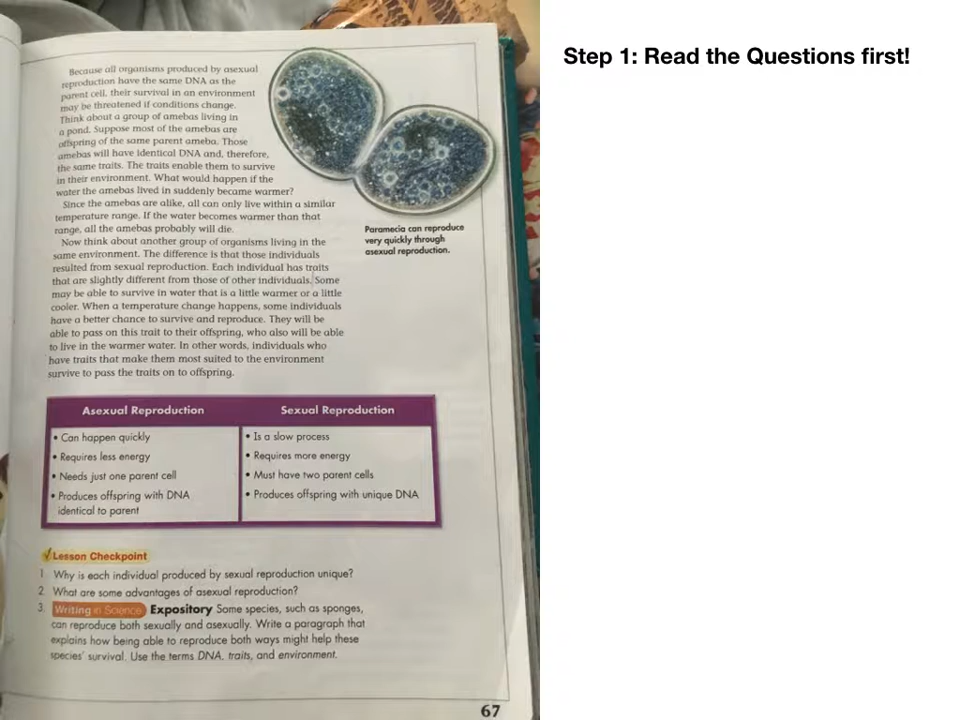 Step 1: Read the Questions first!
Because all organisms produced by asexual
reproduction have the same DNA as the
parent cell, their survival in an environment
may be threatened if conditions change.
Think about a group of amebas living in
a pond. Suppose most of the amebas are
offspring of the same parent ameba. Those
amebas will have identical DNA and, therefore,
the same traits. The traits enable them to survive
in their environment. What would happen if the
water the amebas lived in suddenly became warmer?
Since the amebas are alike, all can only live within a similar
temperature range. If the water becomes warmer than that
range, all the amebas probably will die.
Now think about another group of organisms living in the
same environment. The difference is that those individuals
resulted from sexual reproduction. Each individual has traits
that are slightly different from those of other individuals. Some
may be able to survive in water that is a little warmer or a little
cooler. When a temperature change happens, some individuals
have a better chance to survive and reproduce. They will be
able to pass on this trait to their offspring, who also will be able
to live in the warmer water. In other words, individuals who
have traits that make them most suited to the environment
survive to pass the traits on to offspring.
Paramecia can reproduce
very quickly through
asexual reproduction.
Asexual Reproduction
• Can happen quickly
• Requires less energy
• Needs just one parent cell
• Produces offspring with DNA
identical to parent
Sexual Reproduction
• Is a slow process
• Requires more energy
• Must have two parent cells
• Produces offspring with unique DNA
Lesson Checkpoint
1. Why is each individual produced by sexual reproduction unique?
2. What are some advantages of asexual reproduction?
3. Writing in Science Expository Some species, such as sponges,
can reproduce both sexually and asexually. Write a paragraph that
explains how being able to reproduce both ways might help these
species' survival. Use the terms DNA, traits, and environment.
67